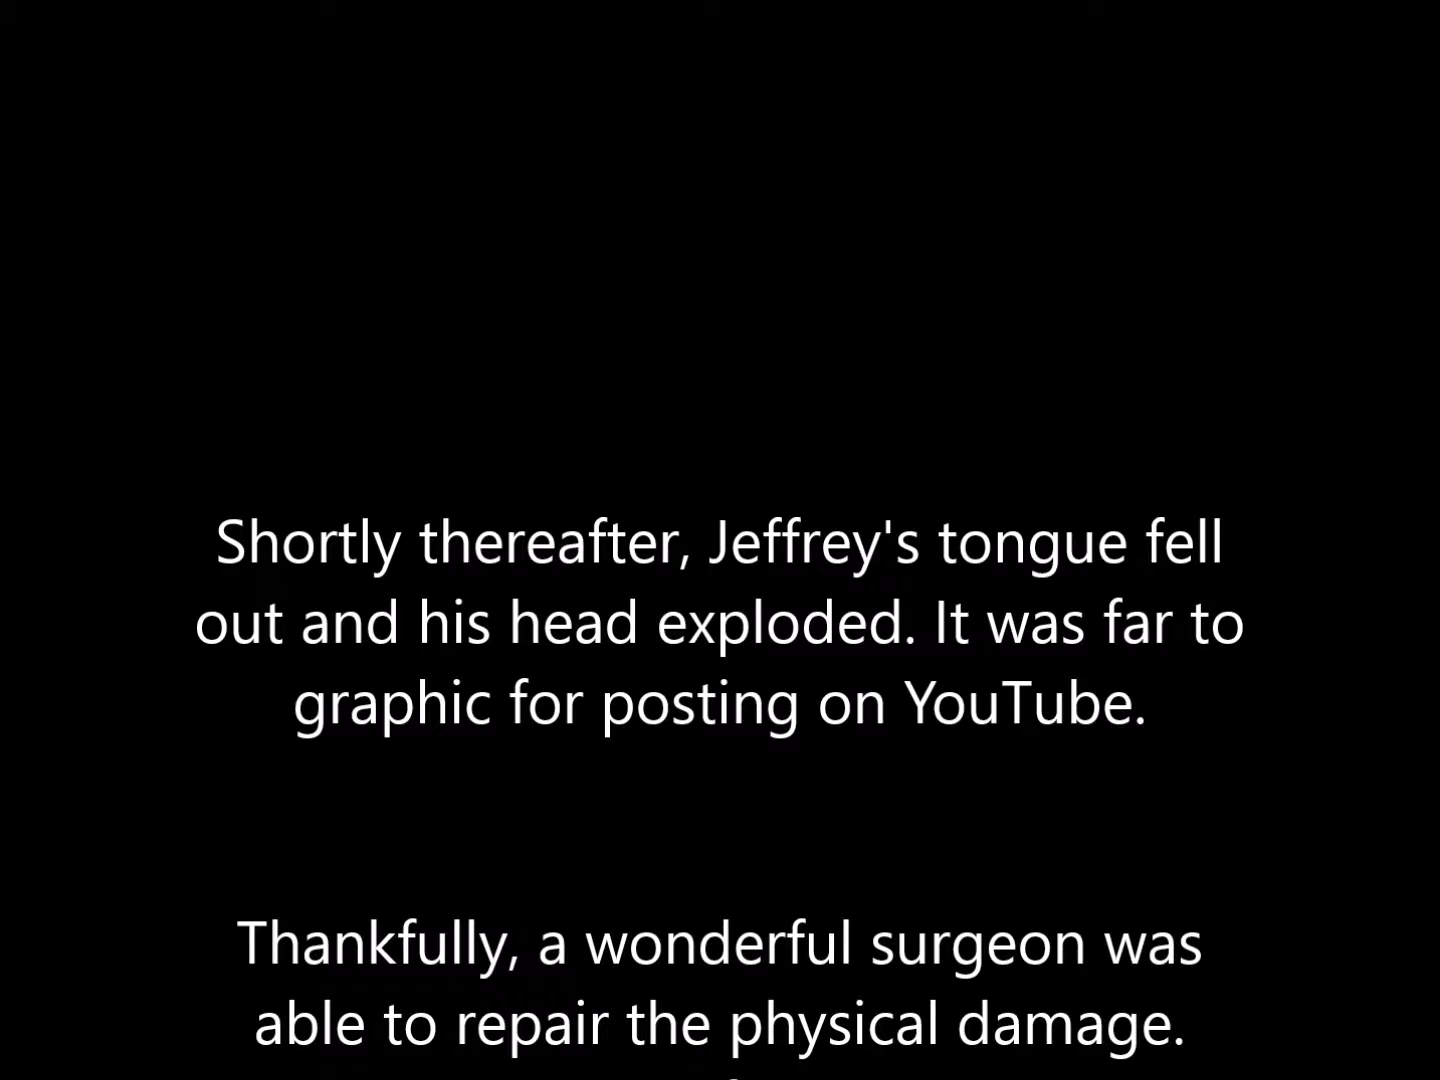 Shortly thereafter, Jeffrey's tongue fell
out and his head exploded. It was far to
graphic for posting on YouTube.
Thankfully, a wonderful surgeon was
able to repair the physical damage.